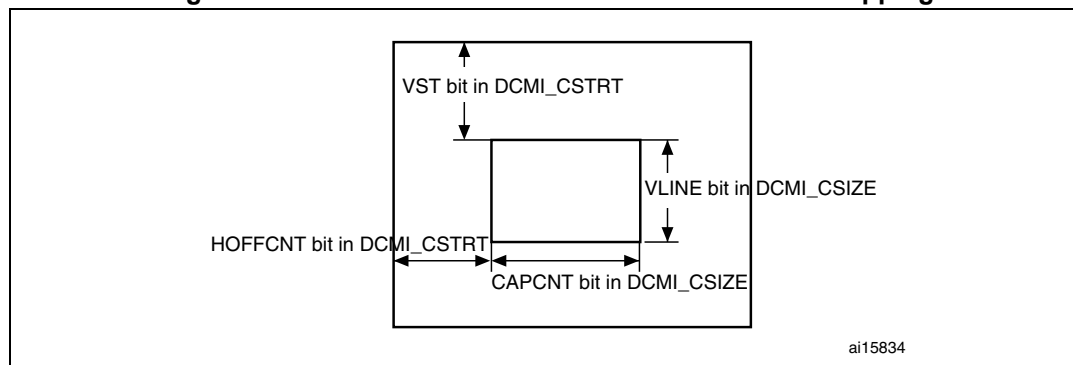 VST bit in DCMI_CSTRT
VLINE bit in DCMI_CSIZE
HOFFCNT bit in DCMI_CSTRT
CAPCNT bit in DCMI_CSIZE
ai15834